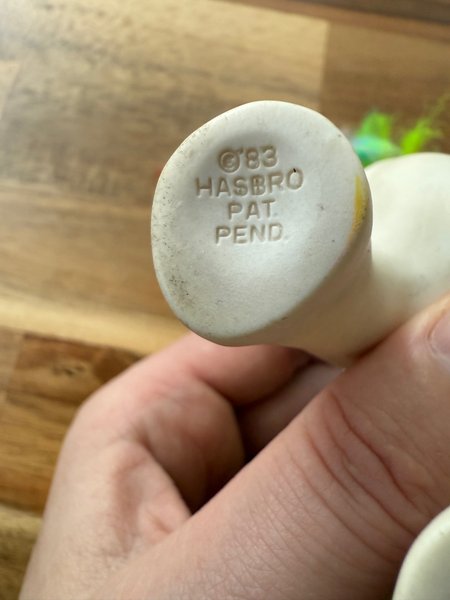 ©'83
HASBRO
PAT.
PEND.